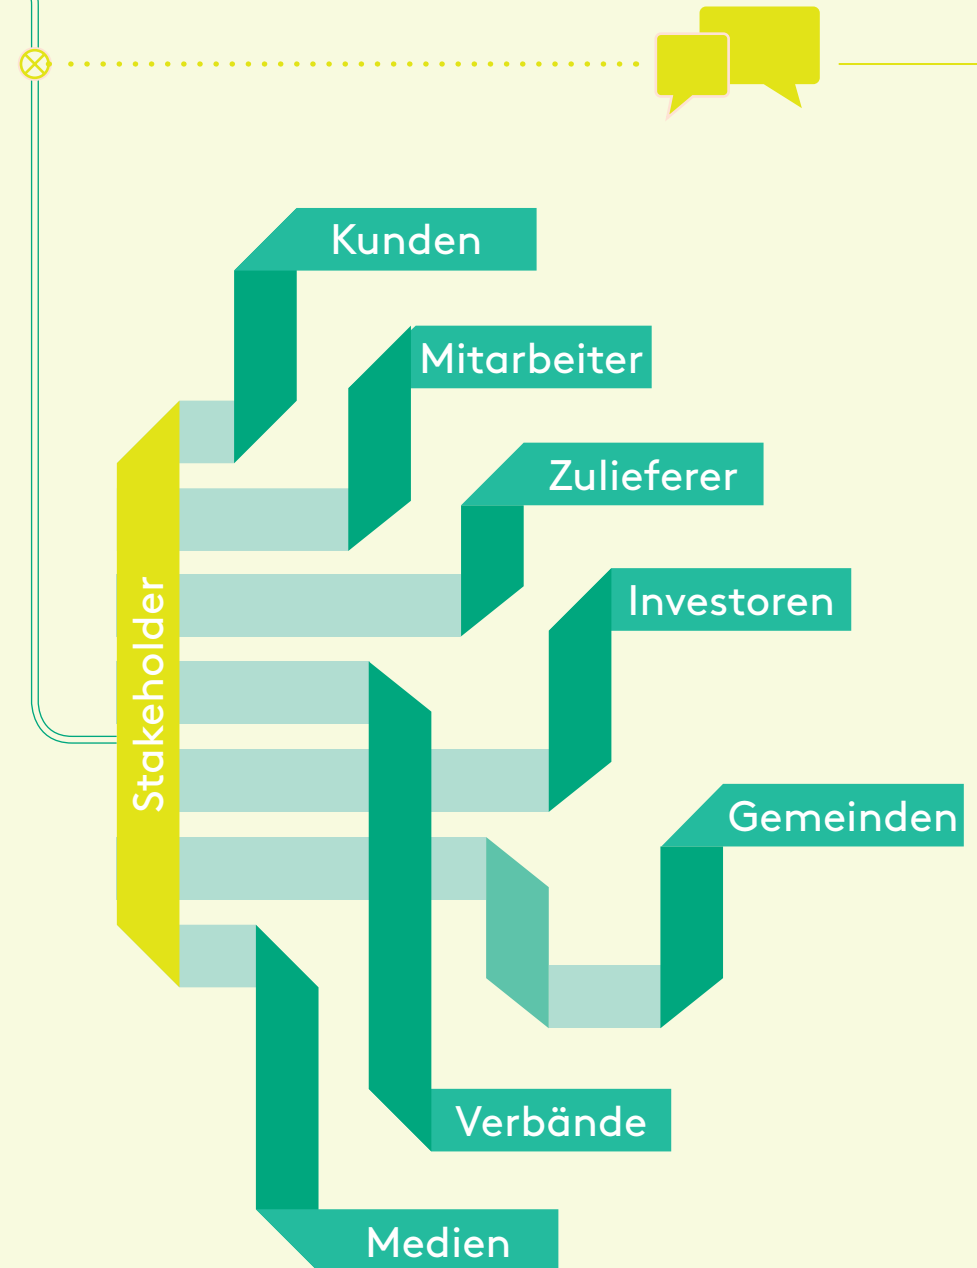 Kunden
Mitarbeiter
Zulieferer
Investoren
Stakeholder
Gemeinden
Verbände
Medien